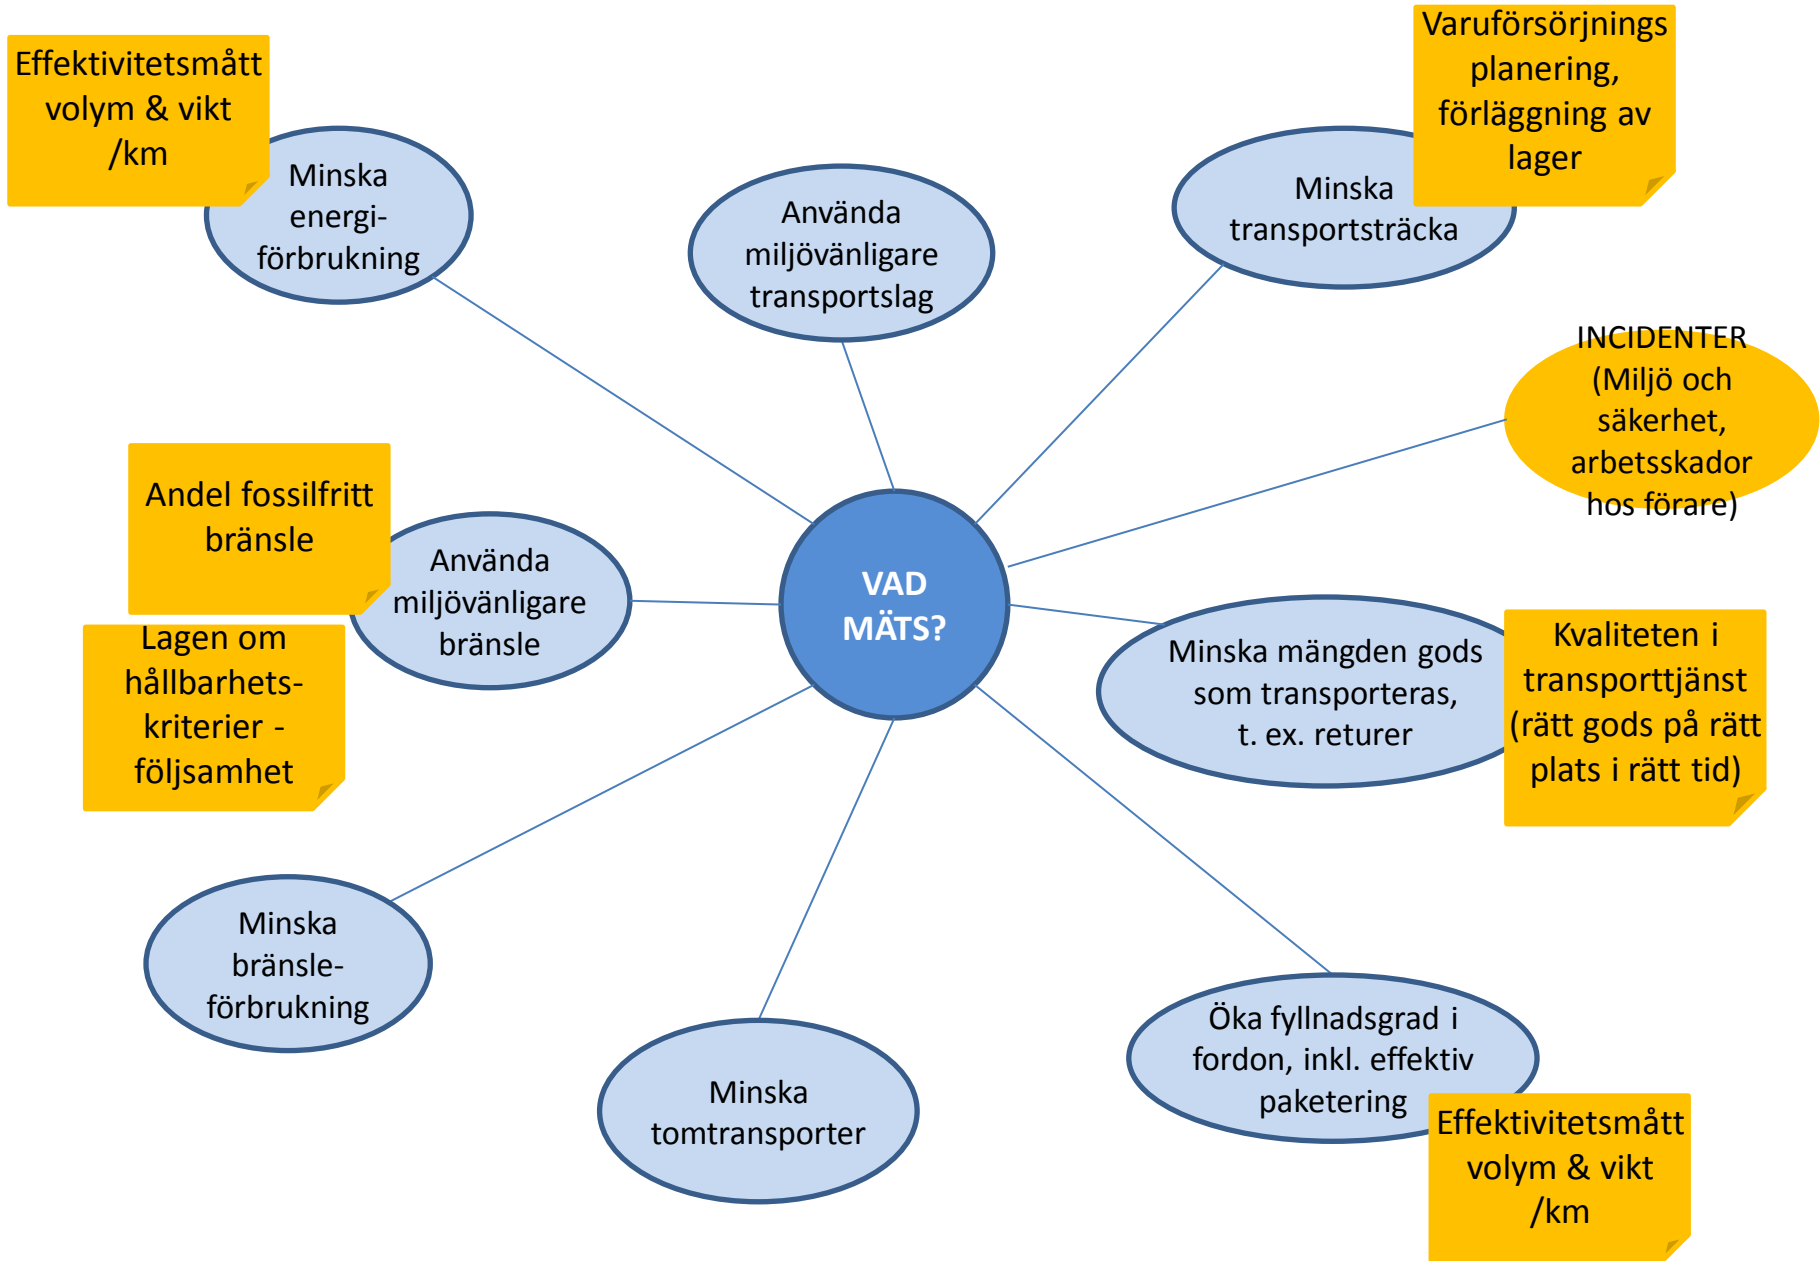 Effektivitetsmått
volym & vikt
/km
Minska
energi-
förbrukning
Använda
miljövänligare
transportslag
Varuförsörjnings
planering,
förläggning av
lager
Minska
transportsträcka
INCIDENTER
(Miljö och
säkerhet,
arbetsskador
hos förare)
Andel fossilfritt
bränsle
Använda
miljövänligare
bränsle
Lagen om
hållbarhets-
kriterier -
följsamhet
VAD
MÄTS?
Minska mängden gods
som transporteras,
t. ex. returer
Kvaliteten i
transporttjänst
(rätt gods på rätt
plats i rätt tid)
Minska
bränsle-
förbrukning
Minska
tomtransporter
Öka fyllnadsgrad i
fordon, inkl. effektiv
paketering
Effektivitetsmått
volym & vikt
/km